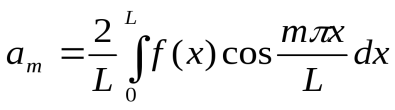 a_m = \frac{2}{L} \int_0^L f(x) \cos \frac{m\pi x}{L} dx